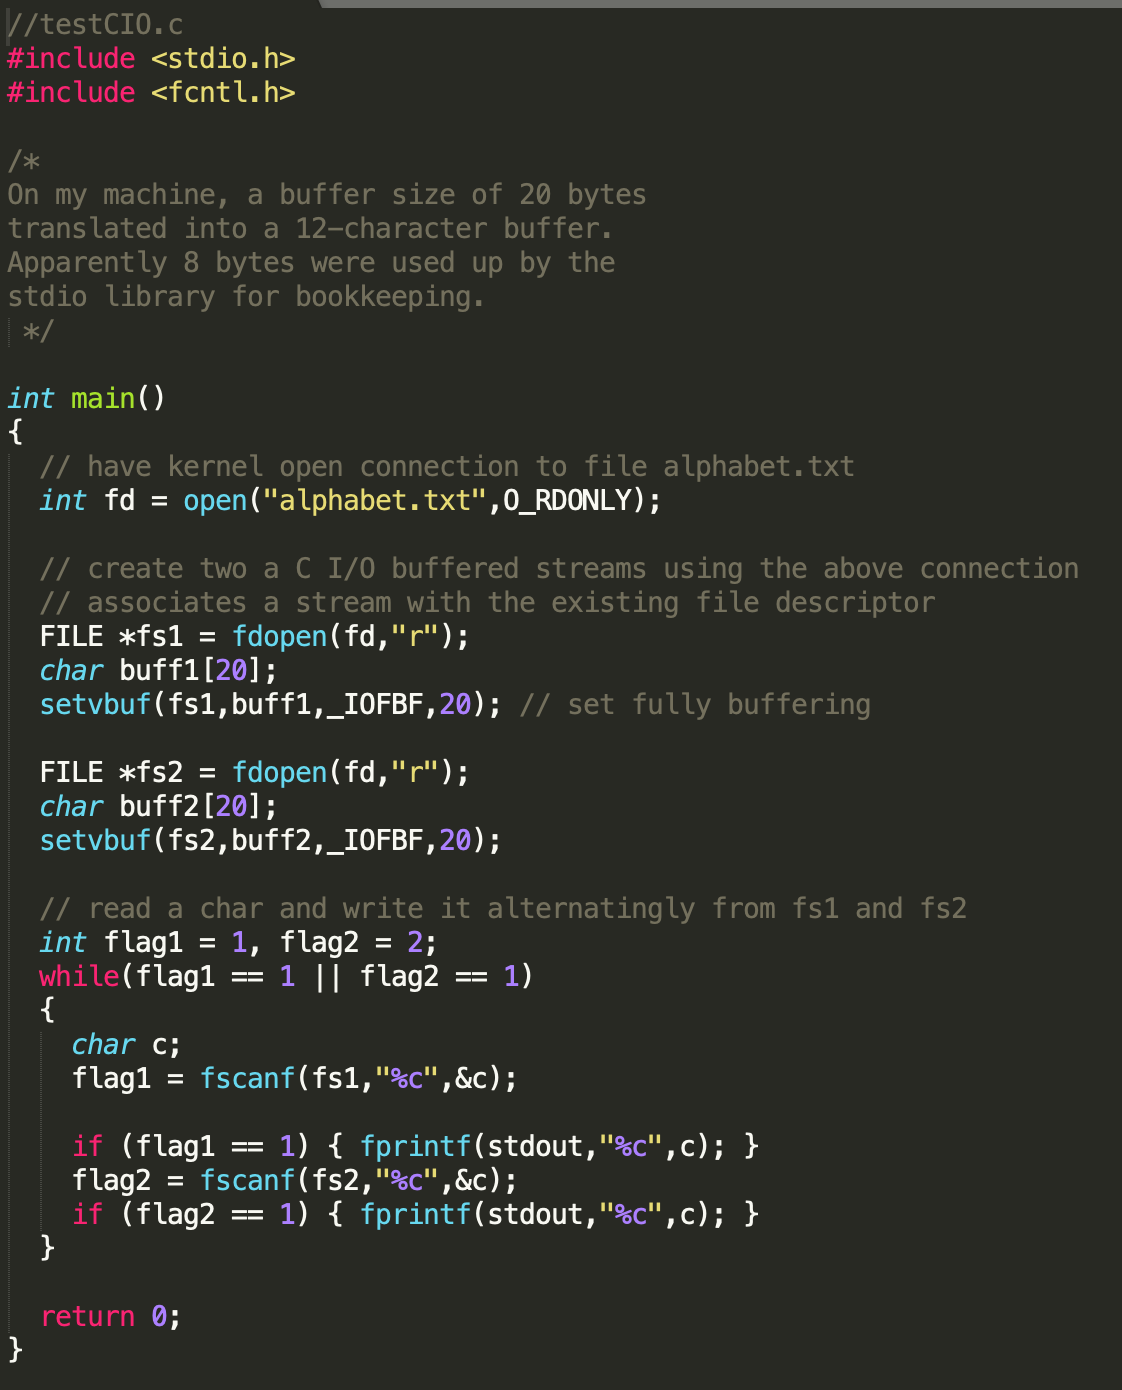 //testCIO.c
#include <stdio.h>
#include <fcntl.h>

/*
On my machine, a buffer size of 20 bytes
translated into a 12-character buffer.
Apparently 8 bytes were used up by the
stdio library for bookkeeping.
 */

int main()
{
  // have kernel open connection to file alphabet.txt
  int fd = open("alphabet.txt",O_RDONLY);

  // create two a C I/O buffered streams using the above connection
  // associates a stream with the existing file descriptor
  FILE *fs1 = fdopen(fd,"r");
  char buff1[20];
  setvbuf(fs1,buff1,_IOFBF,20); // set fully buffering

  FILE *fs2 = fdopen(fd,"r");
  char buff2[20];
  setvbuf(fs2,buff2,_IOFBF,20);

  // read a char and write it alternatingly from fs1 and fs2
  int flag1 = 1, flag2 = 2;
  while(flag1 == 1 || flag2 == 1)
  {
    char c;
    flag1 = fscanf(fs1,"%c",&c);

    if (flag1 == 1) { fprintf(stdout,"%c",c); }
    flag2 = fscanf(fs2,"%c",&c);
    if (flag2 == 1) { fprintf(stdout,"%c",c); }
  }

  return 0;
}